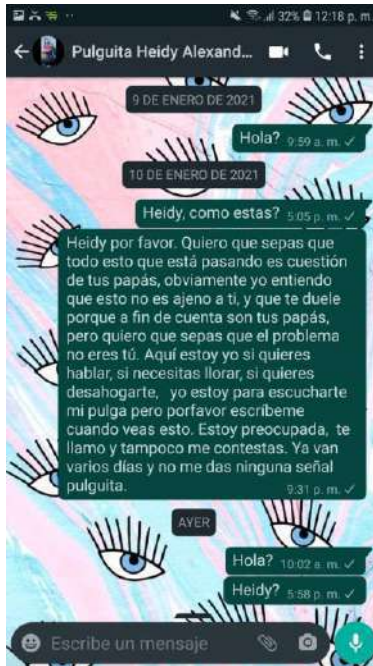 32% 12:18 p. m.
Pulguita Heidy Alexand...
9 DE ENERO DE 2021
Hola? 9:59 a. m.
10 DE ENERO DE 2021
Heidy, como estas? 5:05 p. m.
Heidy por favor. Quiero que sepas que
todo esto que está pasando es cuestión
de tus papás, obviamente yo entiendo
que esto no es ajeno a ti, y que te duele
porque a fin de cuenta son tus papás,
pero quiero que sepas que el problema
no eres tú. Aquí estoy yo si quieres
hablar, si necesitas llorar, si quieres
desahogarte, yo estoy para escucharte
mi pulga pero porfavor escríbeme
cuando veas esto. Estoy preocupada, te
llamo y tampoco me contestas. Ya van
varios días y no me das ninguna señal
pulguita. 9:31 p. m.
AYER
Hola? 10:02 a. m.
Heidy? 5:58 p. m.
Escribe un mensaje